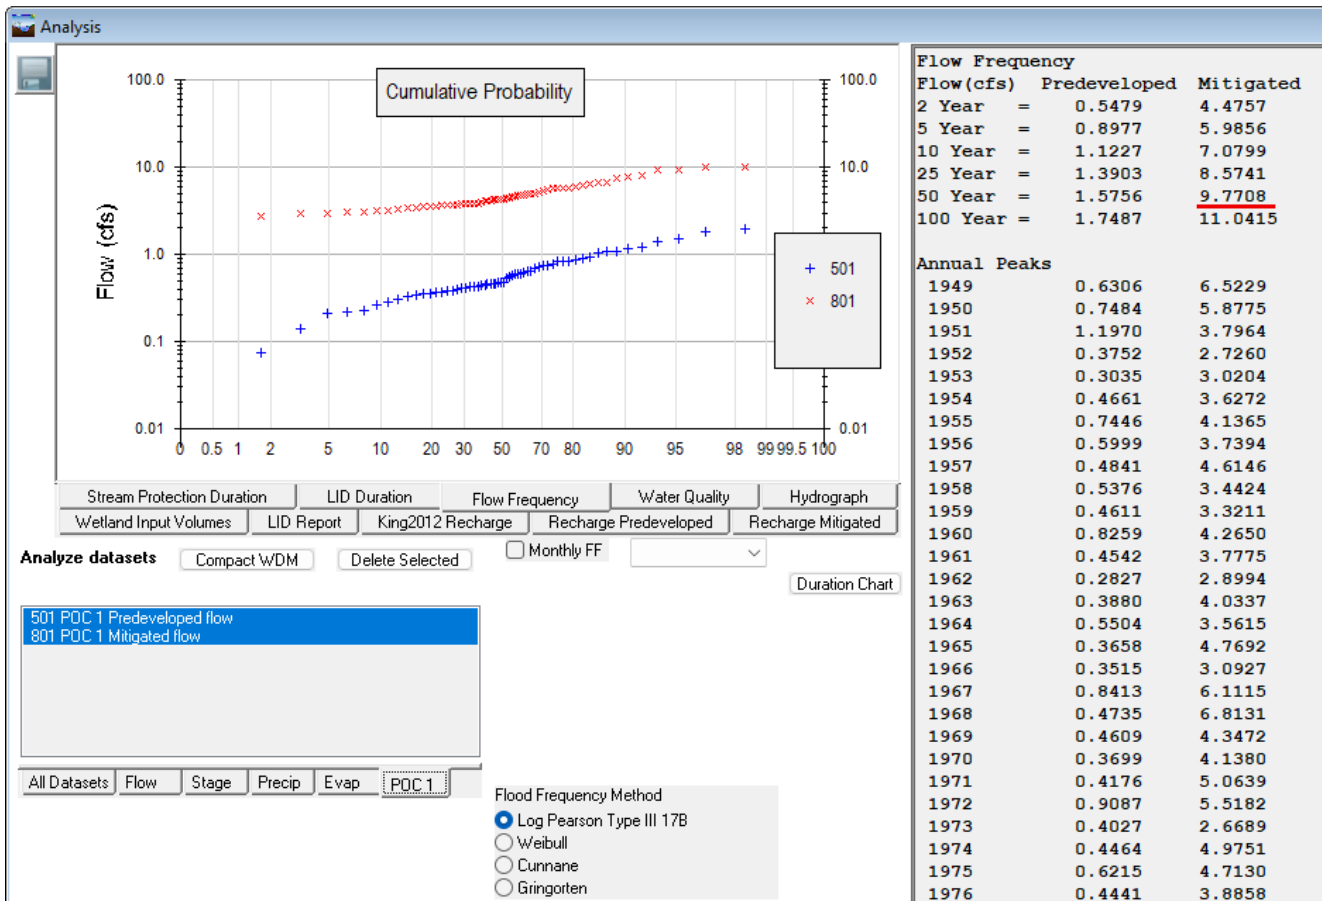 Analysis
Cumulative Probability
Flow (cfs)
100.0
10.0
1.0
0.1
0.01
100.0
10.0
0.01
501
801
0 0.5 1 2 5 10 20 30 50 70 80 90 95 98 99 99.5 100
Stream Protection Duration LID Duration Flow Frequency Water Quality Hydrograph
Wetland Input Volumes LID Report King2012 Recharge Recharge Predeveloped Recharge Mitigated
Analyze datasets Compact WDM Delete Selected Monthly FF
Duration Chart
501 POC 1 Predeveloped flow
801 POC 1 Mitigated flow
All Datasets Flow Stage Precip Evap POC 1
Flood Frequency Method
Log Pearson Type III 17B
Weibull
Cunnane
Gringorten
Flow Frequency
Flow(cfs) Predeveloped Mitigated
2 Year = 0.5479 4.4757
5 Year = 0.8977 5.9856
10 Year = 1.1227 7.0799
25 Year = 1.3903 8.5741
50 Year = 1.5756 9.7708
100 Year = 1.7487 11.0415
Annual Peaks
1949 0.6306 6.5229
1950 0.7484 5.8775
1951 1.1970 3.7964
1952 0.3752 2.7260
1953 0.3035 3.0204
1954 0.4661 3.6272
1955 0.7446 4.1365
1956 0.5999 3.7394
1957 0.4841 4.6146
1958 0.5376 3.4424
1959 0.4611 3.3211
1960 0.8259 4.2650
1961 0.4542 3.7775
1962 0.2827 2.8994
1963 0.3880 4.0337
1964 0.5504 3.5615
1965 0.3658 4.7692
1966 0.3515 3.0927
1967 0.8413 6.1115
1968 0.4735 6.8131
1969 0.4609 4.3472
1970 0.3699 4.1380
1971 0.4176 5.0639
1972 0.9087 5.5182
1973 0.4027 2.6689
1974 0.4464 4.9751
1975 0.6215 4.7130
1976 0.4441 3.8858